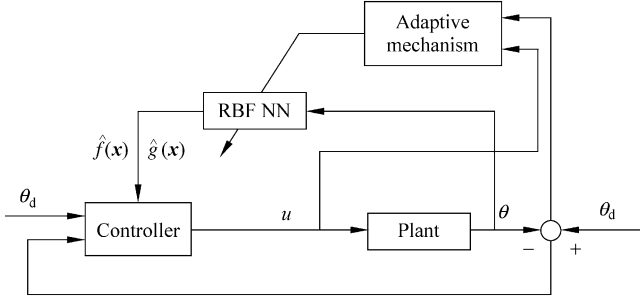 Adaptive
mechanism
RBF NN
f̂(x) ĝ(x)
θd
Controller
u
Plant
θ
θd
− +